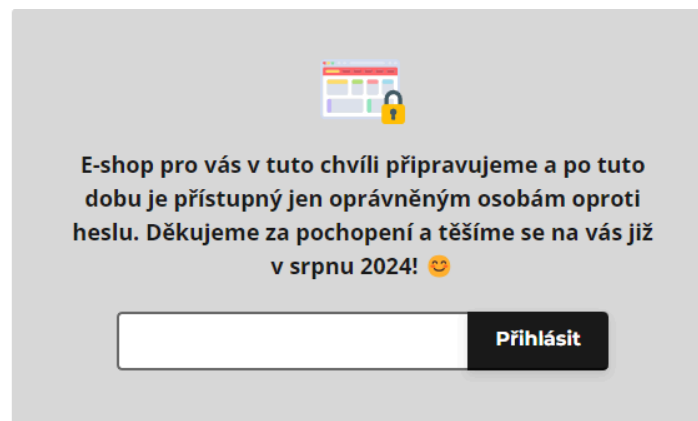 E-shop pro vás v tuto chvíli připravujeme a po tuto
dobu je přístupný jen oprávněným osobám oproti
heslu. Děkujeme za pochopení a těšíme se na vás již
v srpnu 2024! 😊
Přihlásit